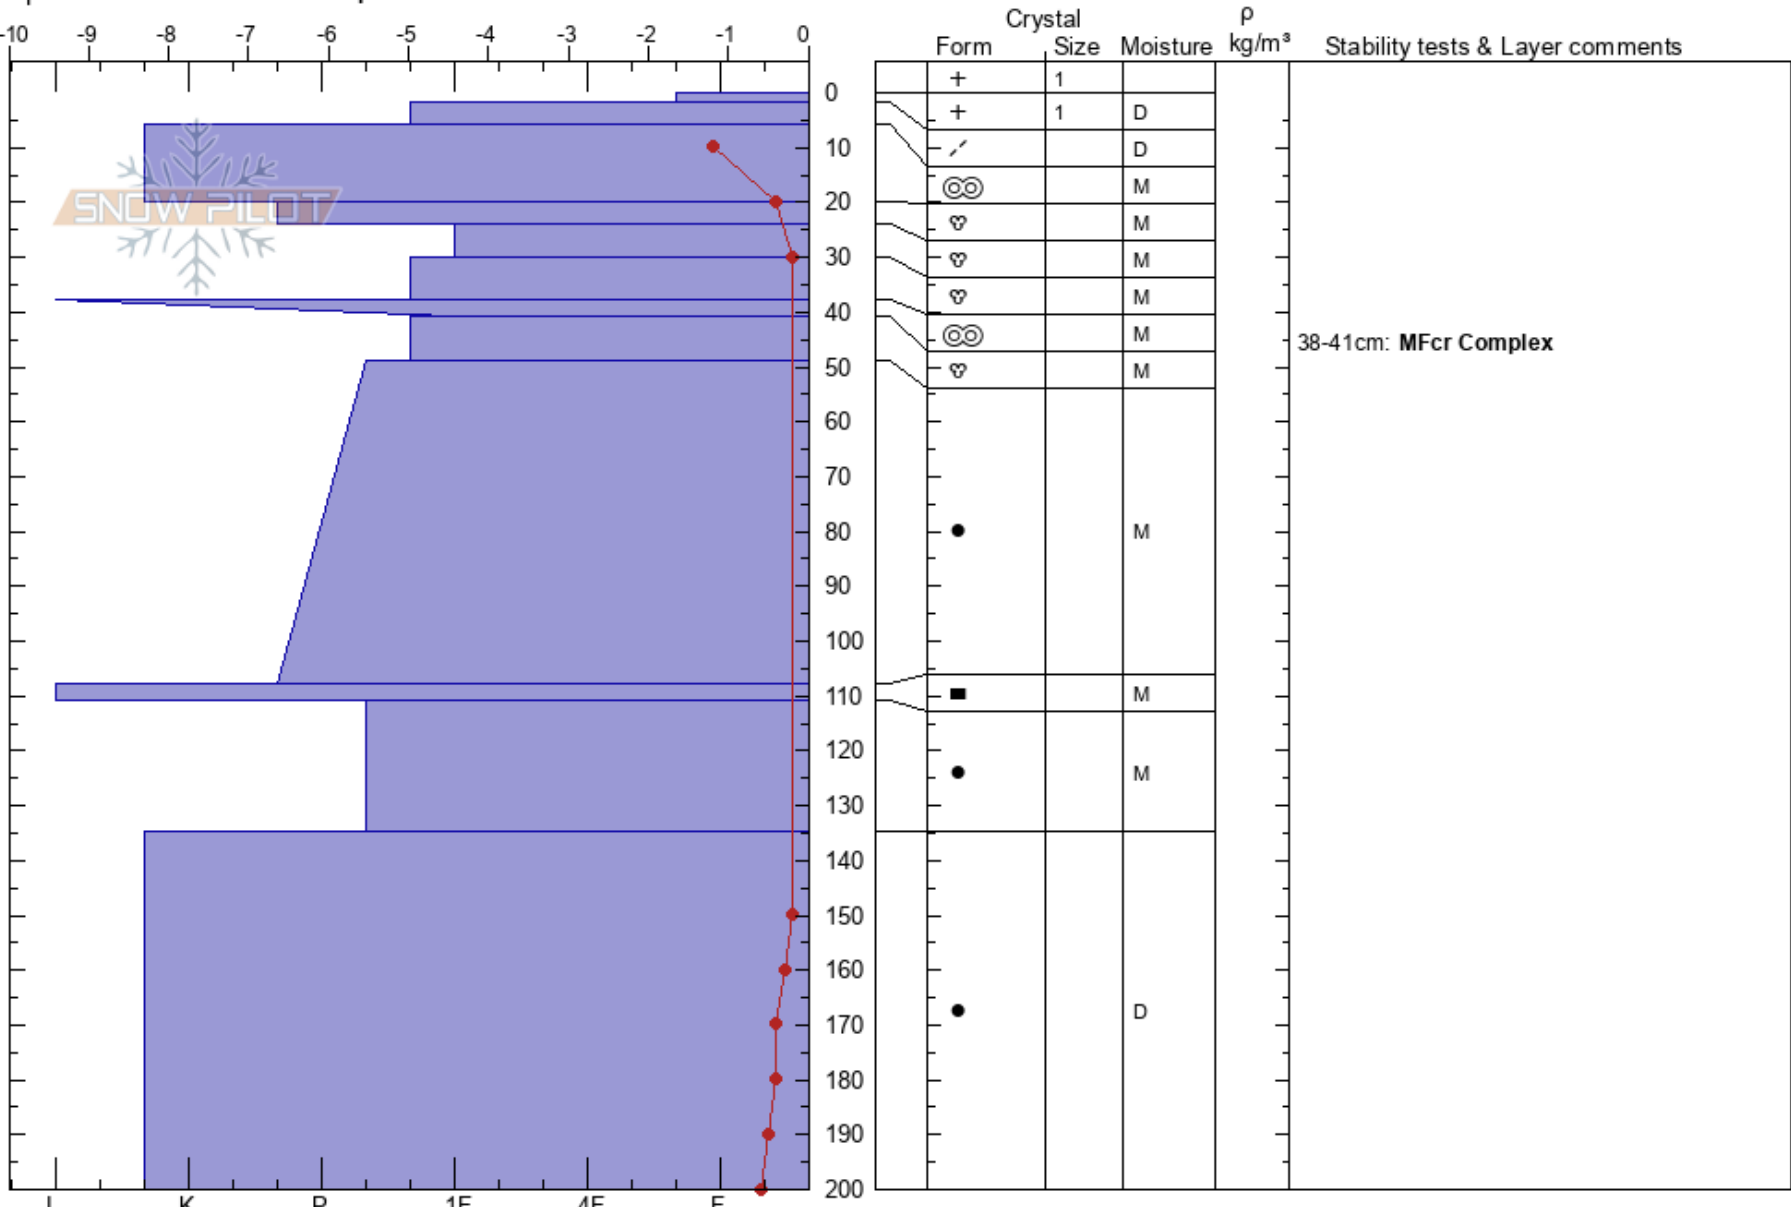 Crystal ρ
-10 -9 -8 -7 -6 -5 -4 -3 -2 -1 0 Form Size Moisture kg/m³ Stability tests & Layer comments
+ 1
0
+ 1 D
10 D
SNOW PILOT M
20
M
30 M
M
40 M 38-41cm: MFcr Complex
50 M
60
70
80 M
90
100
110 M
120 M
130
140
150
160
170 D
180
190
200
I K P 1F 4F F